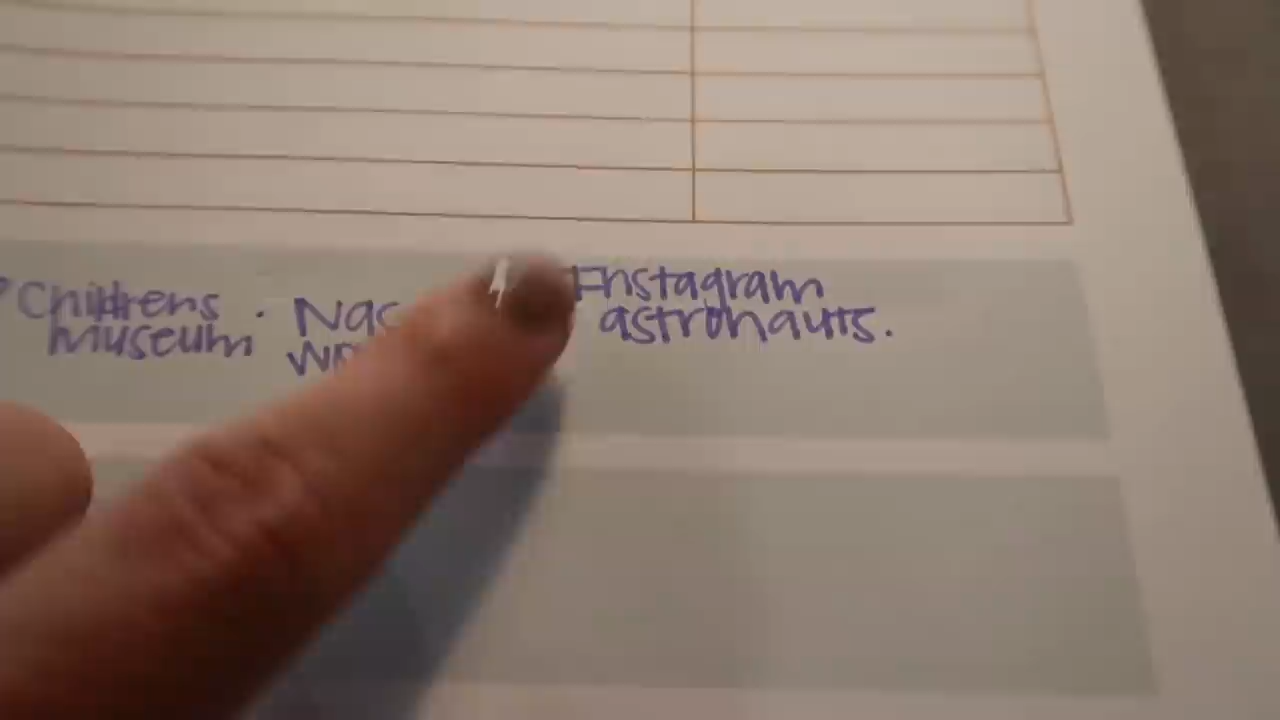 Childrens
museum
· Nas
Instagram
astronauts.